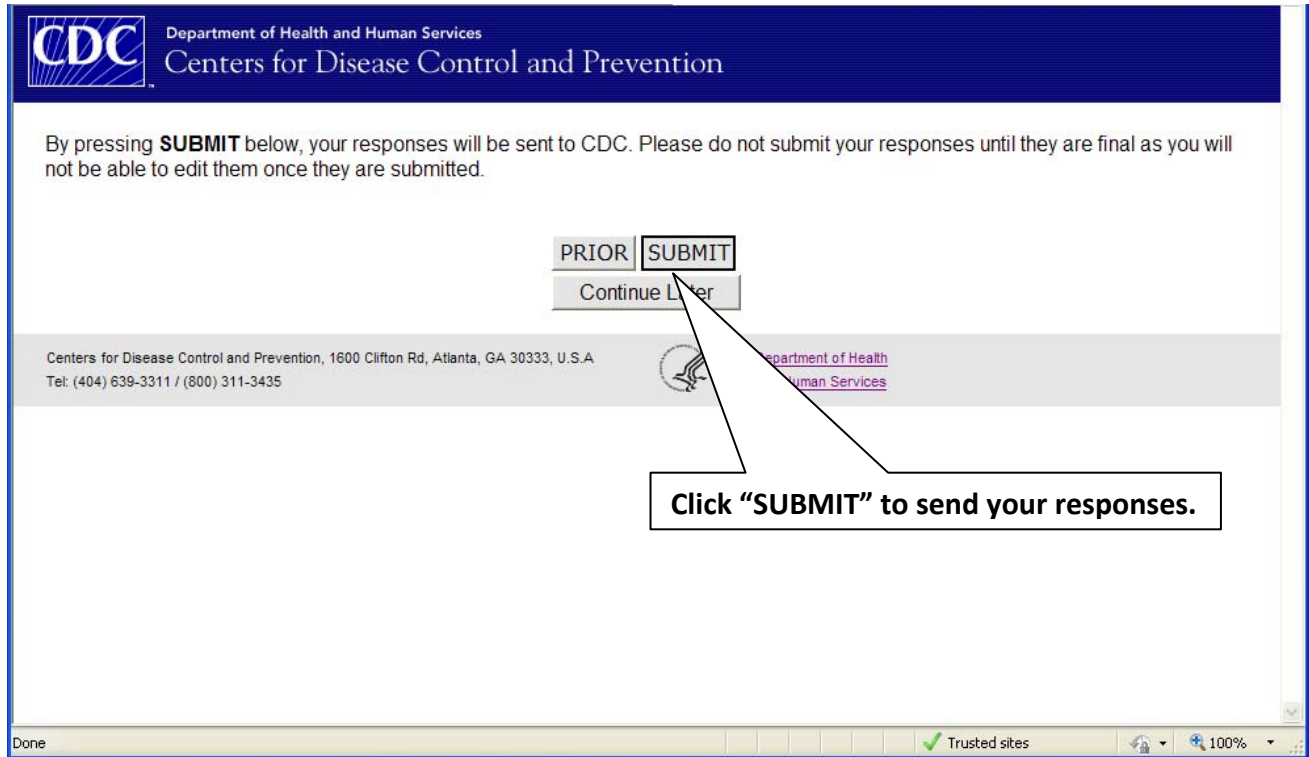 CDC
Department of Health and Human Services
Centers for Disease Control and Prevention
By pressing SUBMIT below, your responses will be sent to CDC. Please do not submit your responses until they are final as you will
not be able to edit them once they are submitted.
PRIOR SUBMIT
Continue Later
Centers for Disease Control and Prevention, 1600 Clifton Rd, Atlanta, GA 30333, U.S.A
Tel: (404) 639-3311 / (800) 311-3435
Department of Health
Human Services
Click “SUBMIT” to send your responses.
Done
Trusted sites
100%